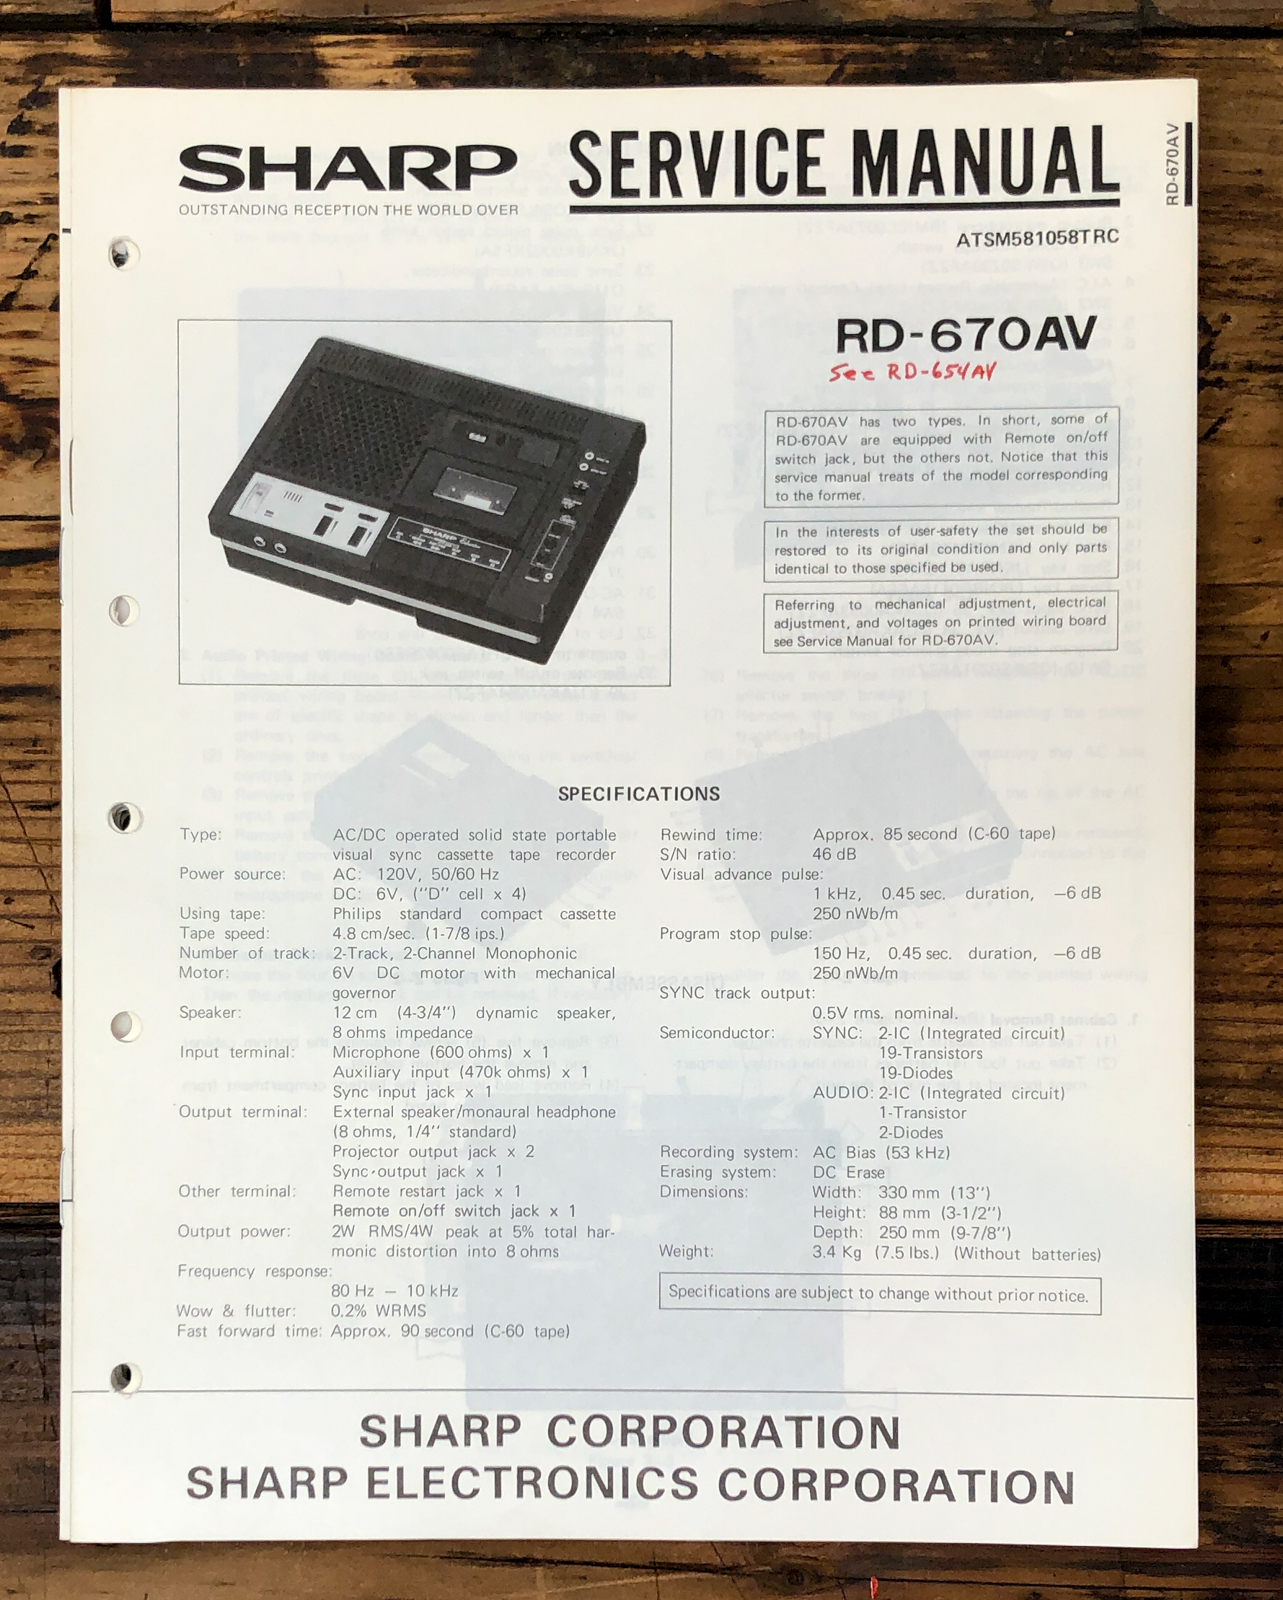 SHARP SERVICE MANUAL
OUTSTANDING RECEPTION THE WORLD OVER
RD-670AV
ATSM581058TRC
RD-670AV
See RD-654AV
RD-670AV has two types. In short, some of
RD-670AV are equipped with Remote on/off
switch jack, but the others not. Notice that this
service manual treats of the model corresponding
to the former.
In the interests of user-safety the set should be
restored to its original condition and only parts
identical to those specified be used.
Referring to mechanical adjustment, electrical
adjustment, and voltages on printed wiring board
see Service Manual for RD-670AV.
SHARP
SPECIFICATIONS
Type: AC/DC operated solid state portable
visual sync cassette tape recorder
Power source: AC: 120V, 50/60 Hz
DC: 6V, ("D" cell x 4)
Using tape: Philips standard compact cassette
Tape speed: 4.8 cm/sec. (1-7/8 ips.)
Number of track: 2-Track, 2-Channel Monophonic
Motor: 6V DC motor with mechanical
governor
Speaker: 12 cm (4-3/4") dynamic speaker,
8 ohms impedance
Input terminal: Microphone (600 ohms) x 1
Auxiliary input (470k ohms) x 1
Sync input jack x 1
Output terminal: External speaker/monaural headphone
(8 ohms, 1/4" standard)
Projector output jack x 2
Sync-output jack x 1
Other terminal: Remote restart jack x 1
Remote on/off switch jack x 1
Output power: 2W RMS/4W peak at 5% total har-
monic distortion into 8 ohms
Frequency response:
80 Hz — 10 kHz
Wow & flutter: 0.2% WRMS
Fast forward time: Approx. 90 second (C-60 tape)
Rewind time: Approx. 85 second (C-60 tape)
S/N ratio: 46 dB
Visual advance pulse:
1 kHz, 0.45 sec. duration, —6 dB
250 nWb/m
Program stop pulse:
150 Hz, 0.45 sec. duration, —6 dB
250 nWb/m
SYNC track output:
0.5V rms. nominal.
Semiconductor: SYNC: 2-IC (Integrated circuit)
19-Transistors
19-Diodes
AUDIO: 2-IC (Integrated circuit)
1-Transistor
2-Diodes
Recording system: AC Bias (53 kHz)
Erasing system: DC Erase
Dimensions: Width: 330 mm (13")
Height: 88 mm (3-1/2")
Depth: 250 mm (9-7/8")
Weight: 3.4 Kg (7.5 lbs.) (Without batteries)
Specifications are subject to change without prior notice.
SHARP CORPORATION
SHARP ELECTRONICS CORPORATION